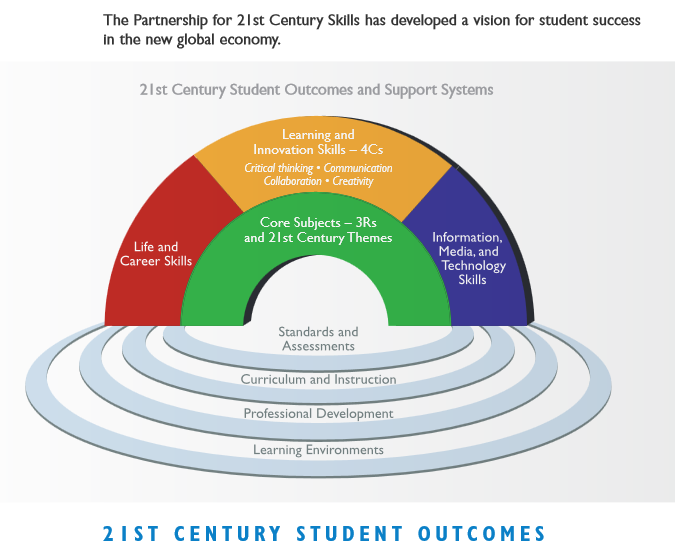 The Partnership for 21st Century Skills has developed a vision for student success
in the new global economy.
21st Century Student Outcomes and Support Systems
Learning and
Innovation Skills – 4Cs
Critical thinking • Communication
Collaboration • Creativity
Core Subjects – 3Rs
and 21st Century Themes
Life and
Career Skills
Information,
Media, and
Technology
Skills
Standards and
Assessments
Curriculum and Instruction
Professional Development
Learning Environments
21ST CENTURY STUDENT OUTCOMES